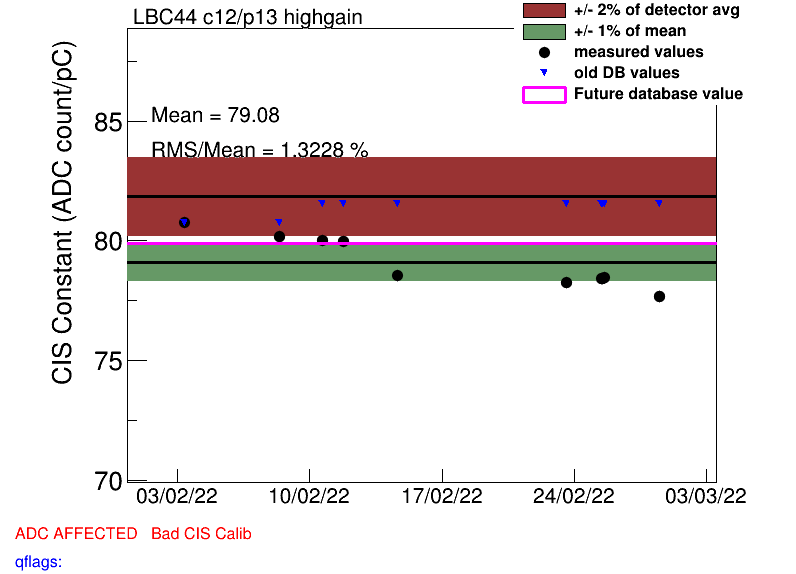 LBC44 c12/p13 highgain
+/- 2% of detector avg
+/- 1% of mean
measured values
old DB values
Future database value
CIS Constant (ADC count/pC)
Mean = 79.08
RMS/Mean = 1.3228 %
85
80
75
70
03/02/22 10/02/22 17/02/22 24/02/22 03/03/22
ADC AFFECTED Bad CIS Calib
qflags: